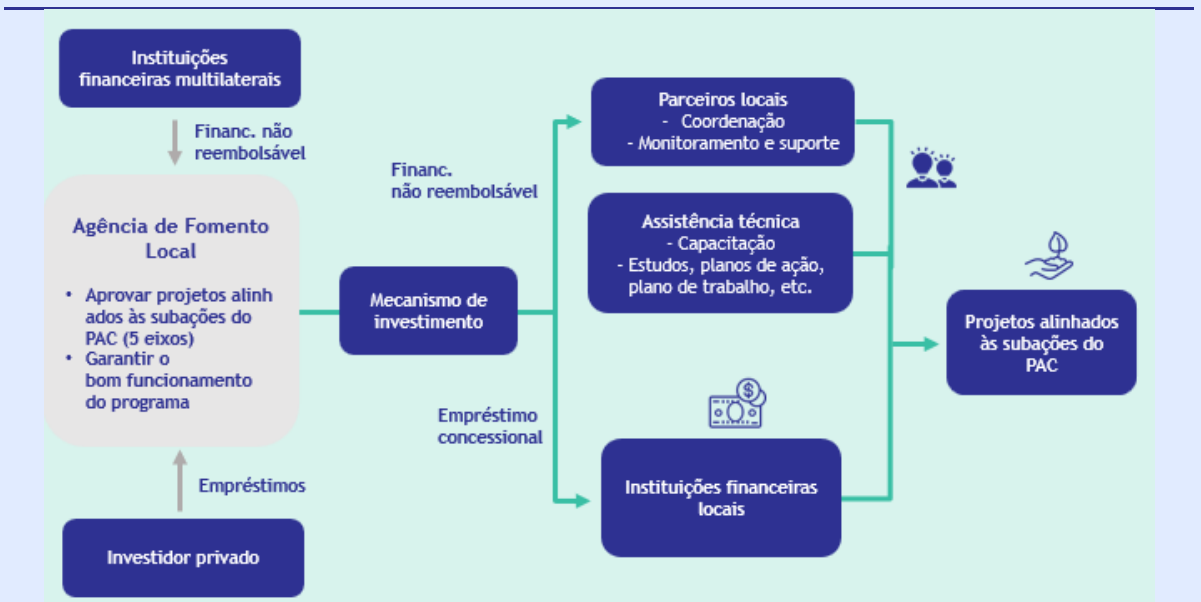 Instituições
financeiras multilaterais
Financ. não
reembolsável
Agência de Fomento
Local
• Aprovar projetos alinh
ados às subações do
PAC (5 eixos)
• Garantir o
bom funcionamento
do programa
Empréstimos
Investidor privado
Mecanismo de
investimento
Financ.
não reembolsável
Empréstimo
concessional
Parceiros locais
- Coordenação
- Monitoramento e suporte
Assistência técnica
- Capacitação
- Estudos, planos de ação,
plano de trabalho, etc.
$
Instituições financeiras
locais
Projetos alinhados
às subações do
PAC